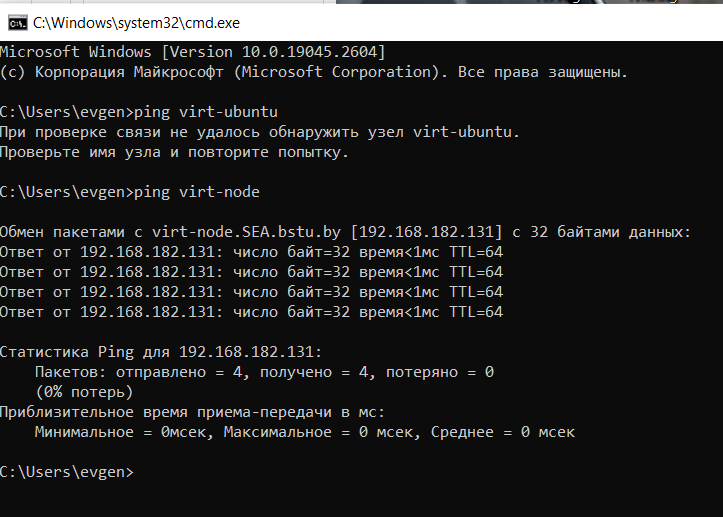 C:\Windows\system32\cmd.exe
Microsoft Windows [Version 10.0.19045.2604]
(c) Корпорация Майкрософт (Microsoft Corporation). Все права защищены.
C:\Users\evgen>ping virt-ubuntu
При проверке связи не удалось обнаружить узел virt-ubuntu.
Проверьте имя узла и повторите попытку.
C:\Users\evgen>ping virt-node
Обмен пакетами с virt-node.SEA.bstu.by [192.168.182.131] с 32 байтами данных:
Ответ от 192.168.182.131: число байт=32 время<1мс TTL=64
Ответ от 192.168.182.131: число байт=32 время<1мс TTL=64
Ответ от 192.168.182.131: число байт=32 время<1мс TTL=64
Ответ от 192.168.182.131: число байт=32 время<1мс TTL=64
Статистика Ping для 192.168.182.131:
Пакетов: отправлено = 4, получено = 4, потеряно = 0
(0% потерь)
Приблизительное время приема-передачи в мс:
Минимальное = 0мсек, Максимальное = 0 мсек, Среднее = 0 мсек
C:\Users\evgen>